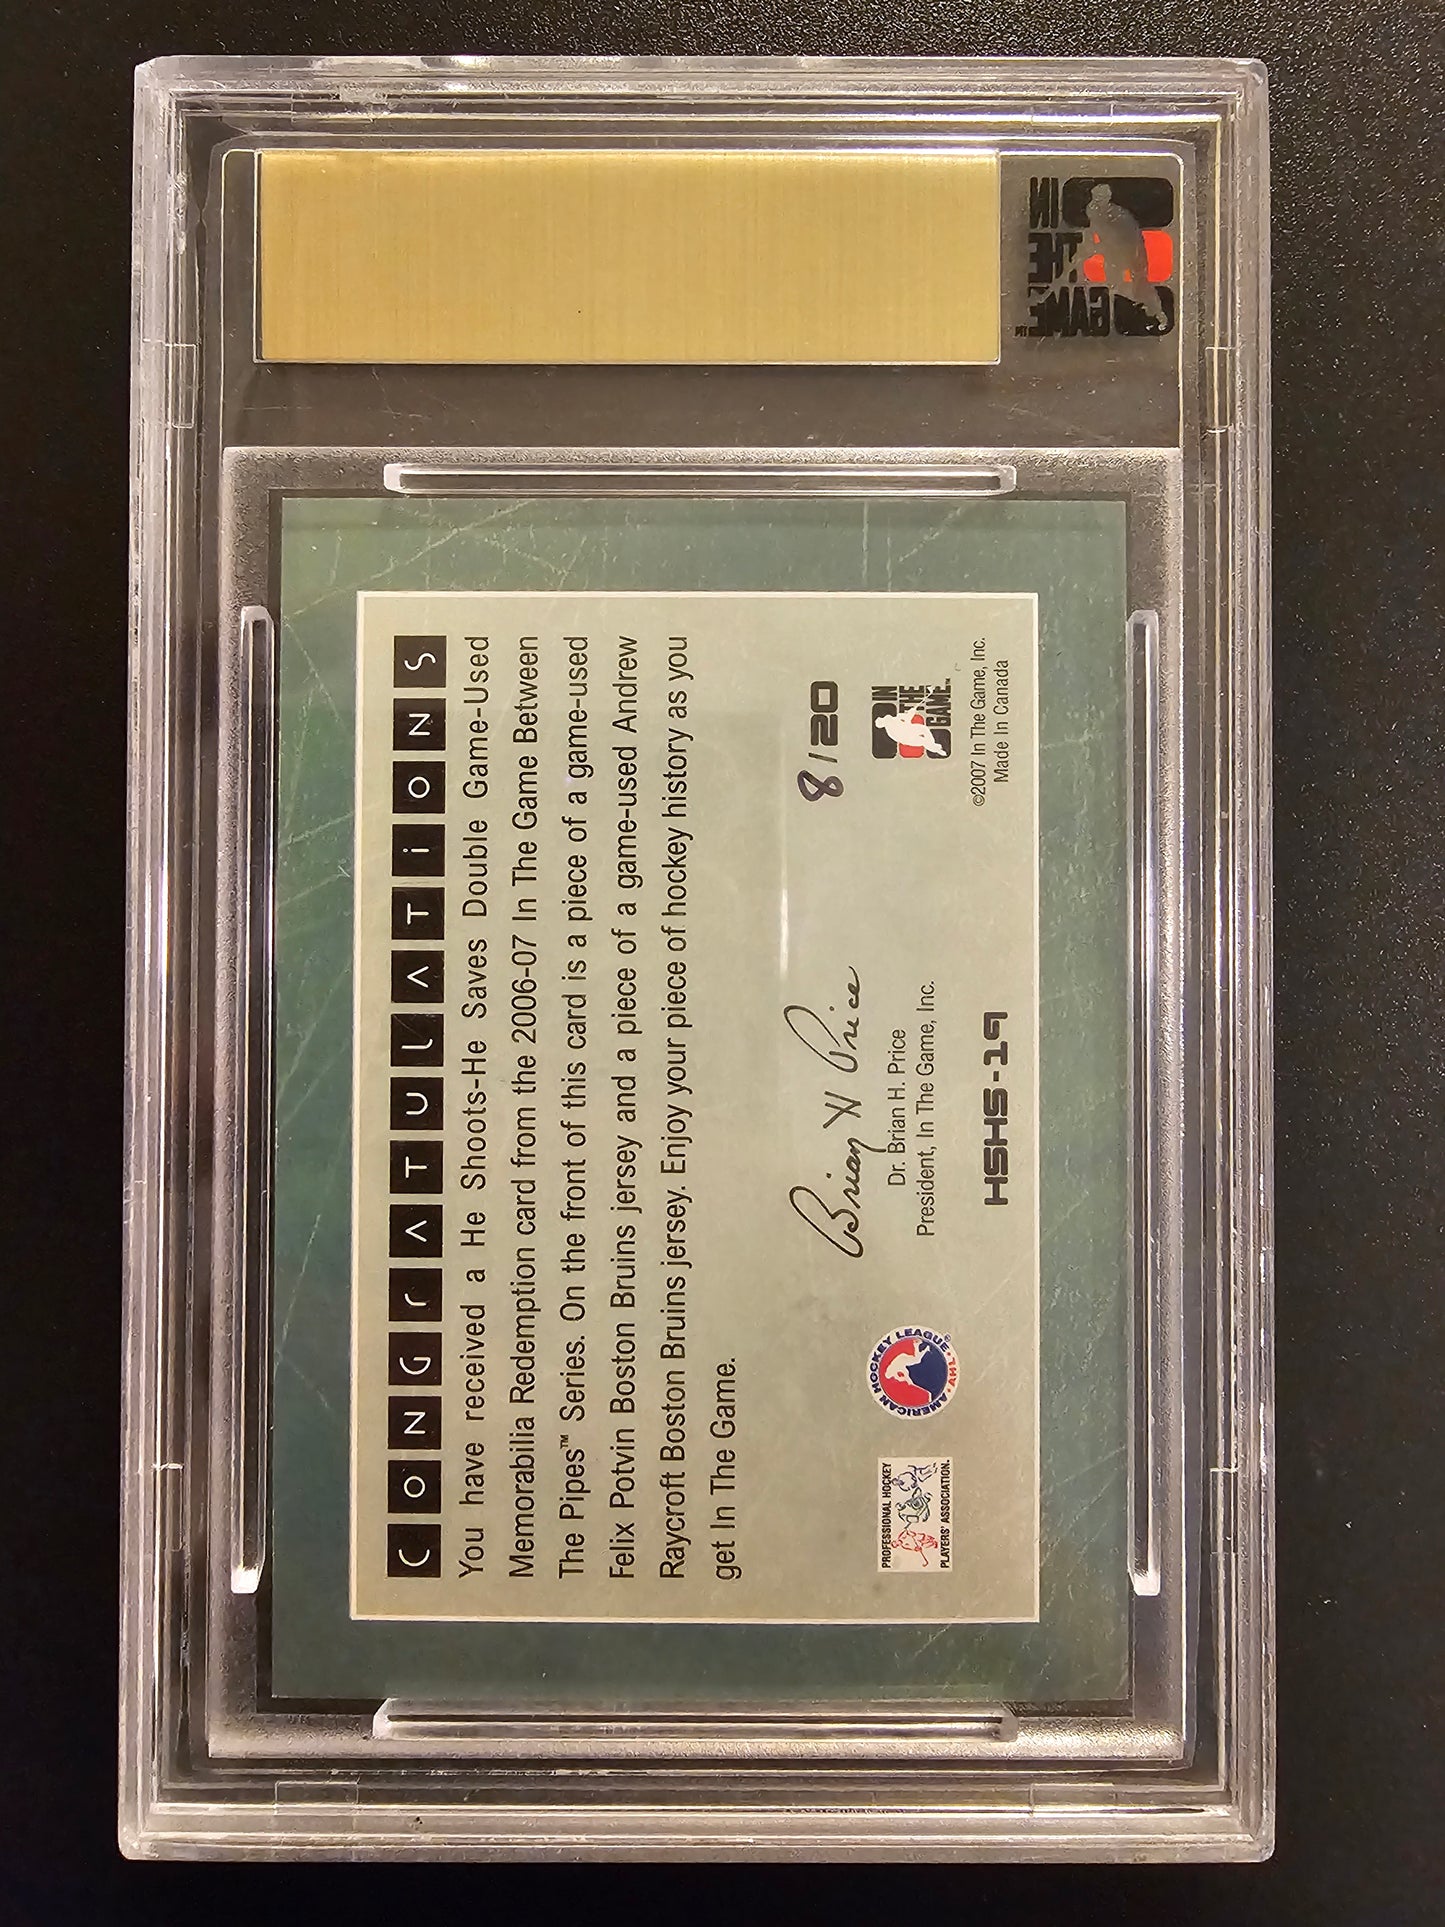 CONGrATULATiONS
You have received a He Shoots-He Saves Double Game-Used
Memorabilia Redemption card from the 2006-07 In The Game Between
The Pipes™ Series. On the front of this card is a piece of a game-used
Felix Potvin Boston Bruins jersey and a piece of a game-used Andrew
Raycroft Boston Bruins jersey. Enjoy your piece of hockey history as you
get In The Game.
8/20
Brian H Price
Dr. Brian H. Price
President, In The Game, Inc.
HSHS-19
PROFESSIONAL HOCKEY
PLAYERS' ASSOCIATION.
AMERICAN HOCKEY LEAGUE
AHL
IN
THE
GAME™
©2007 In The Game, Inc.
Made In Canada
IN
THE
GAME™